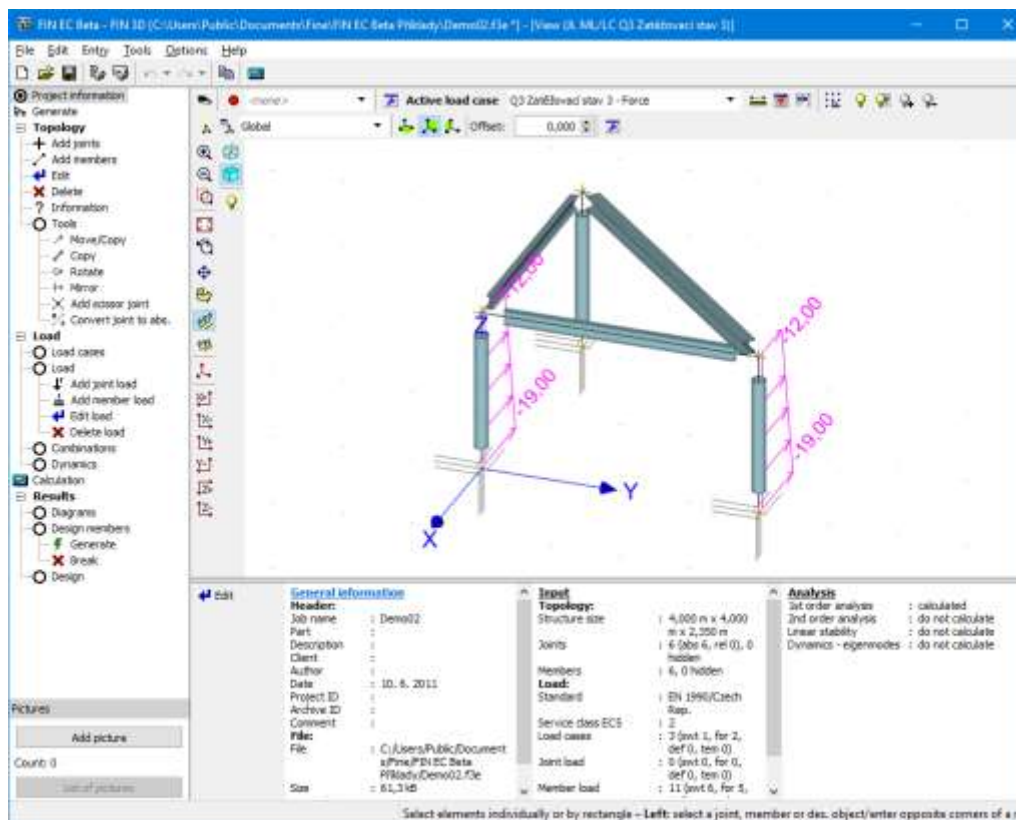 FIN EC Beta - FIN 3D (C:\Users\Public\Documents\Fine\FIN EC Beta Příklady\Demo02.f3e *) - [View (A. ML/LC Q3 Zatěžovací stav 3)]
File Edit Entry Tools Options Help
<none> Active load case Q3 Zatěžovací stav 3 - Force
Global Offset: 0,000
Project information
Generate
Topology
Add joints
Add members
Edit
Delete
? Information
Tools
Move/Copy
Copy
Rotate
Mirror
Add scissor joint
Convert joint to abs.
Load
Load cases
Load
Add joint load
Add member load
Edit load
Delete load
Combinations
Dynamics
Calculation
Results
Diagrams
Design members
Generate
Break
Design
-12,00
Z
-19,00
-12,00
-19,00
Y
X
Pictures
Add picture
Count: 0
List of pictures
Edit
General information
Header:
Job name : Demo02
Part :
Description :
Client :
Author :
Date : 10. 6. 2011
Project ID :
Archive ID :
Comment :
File:
File : C:/Users/Public/Document
s/Fine/FIN EC Beta
Příklady/Demo02.f3e
Size : 61,3 kB
Input
Topology:
Structure size : 4,000 m x 4,000
m x 2,350 m
Joints : 6 (abs 6, rel 0), 0
hidden
Members : 6, 0 hidden
Load:
Standard : EN 1990/Czech
Rep.
Service class EC5 : 2
Load cases : 3 (swt 1, for 2,
def 0, tem 0)
Joint load : 0 (swt 0, for 0,
def 0, tem 0)
Member load : 11 (swt 6, for 5,
Analysis
1st order analysis : calculated
2nd order analysis : do not calculate
Linear stability : do not calculate
Dynamics - eigenmodes : do not calculate
Select elements individually or by rectangle – Left: select a joint, member or des. object/enter opposite corners of a